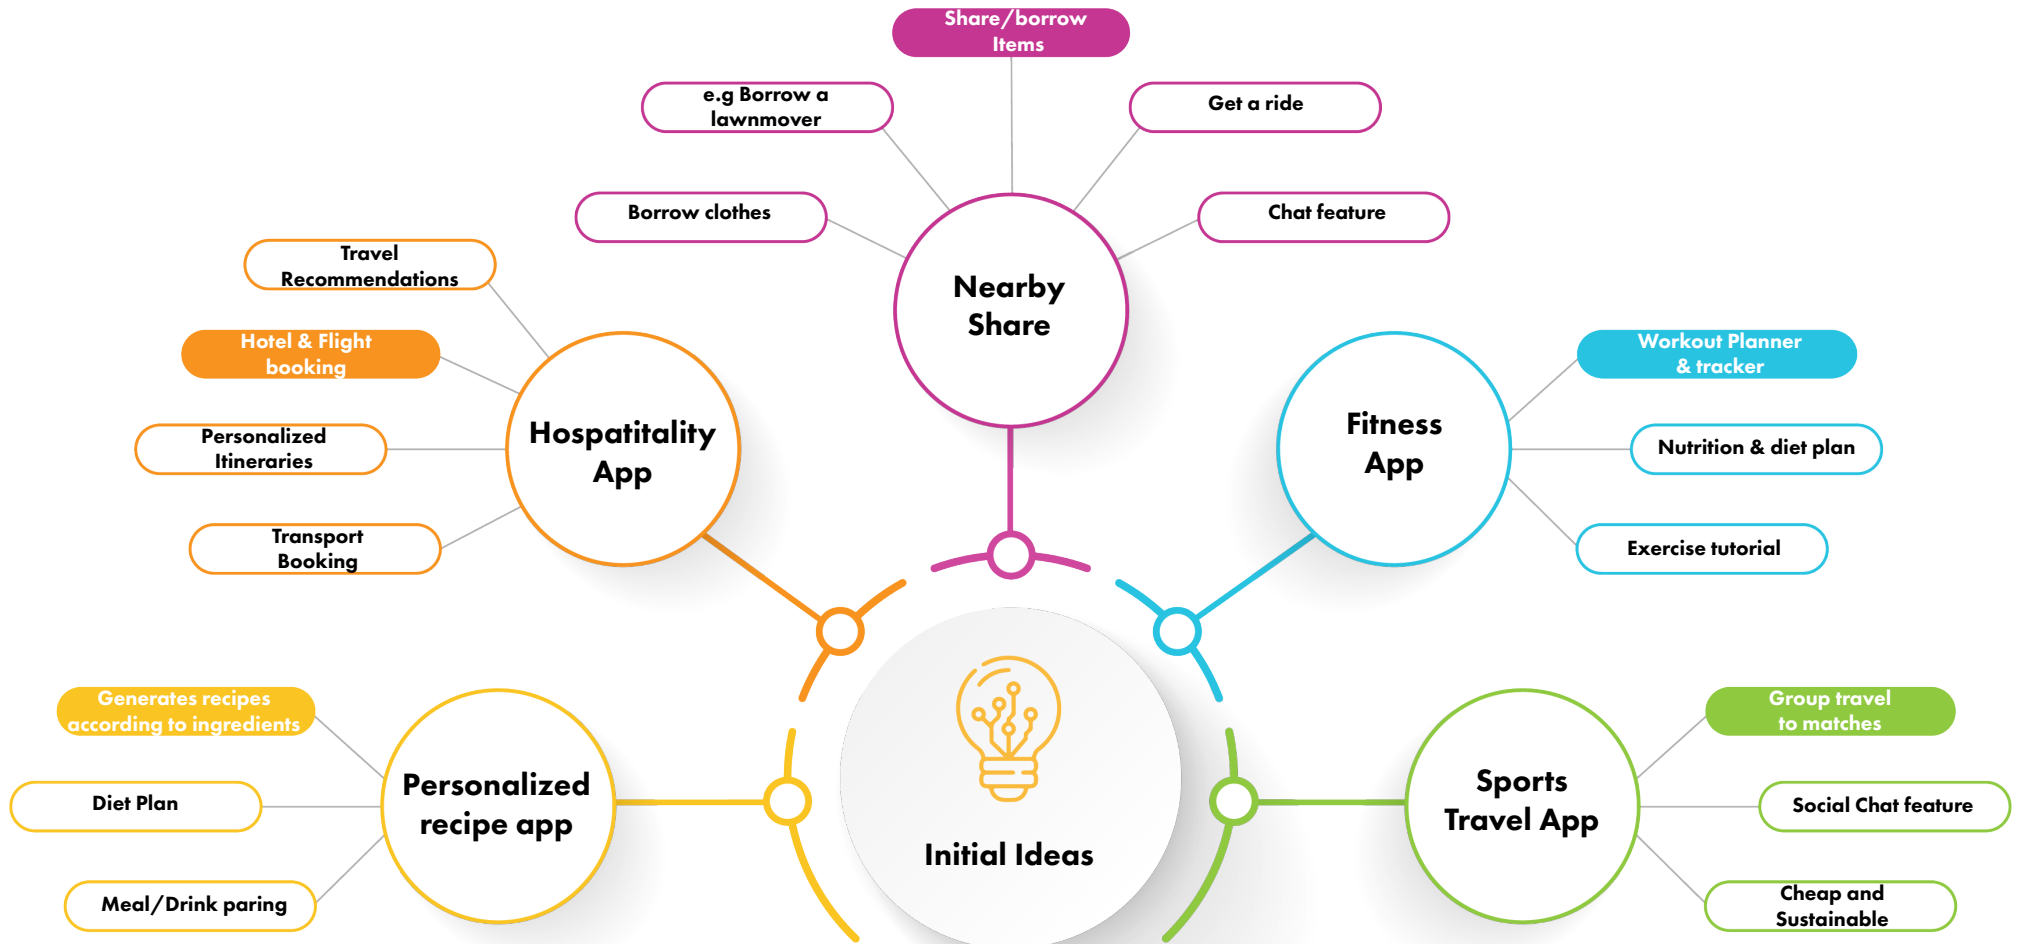 Share/borrow
Items
e.g Borrow a
lawnmover
Get a ride
Borrow clothes
Chat feature
Nearby
Share
Travel
Recommendations
Hotel & Flight
booking
Personalized
Itineraries
Transport
Booking
Hospatitality
App
Fitness
App
Workout Planner
& tracker
Nutrition & diet plan
Exercise tutorial
Generates recipes
according to ingredients
Diet Plan
Meal/Drink paring
Personalized
recipe app
Initial Ideas
Sports
Travel App
Group travel
to matches
Social Chat feature
Cheap and
Sustainable